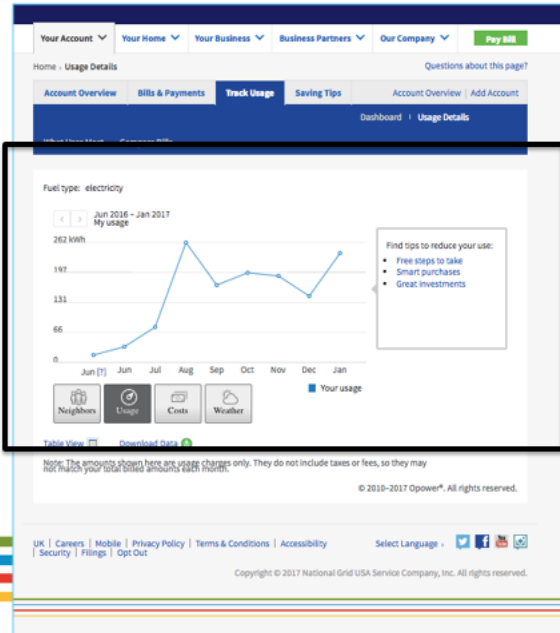 Your Account Your Home Your Business Business Partners Our Company Pay Bill
Home › Usage Details Questions about this page?
Account Overview Bills & Payments Track Usage Saving Tips Account Overview | Add Account
Dashboard | Usage Details
What Uses Most Compare Bills
Fuel type: electricity
< > Jun 2016 – Jan 2017
My usage
262 kWh
197
131
66
0
Jun [?] Jun Jul Aug Sep Oct Nov Dec Jan
Your usage
Find tips to reduce your use:
• Free steps to take
• Smart purchases
• Great investments
Neighbors Usage Costs Weather
Table View Download Data
Note: The amounts shown here are usage charges only. They do not include taxes or fees, so they may
not match your total billed amounts each month.
© 2010–2017 Opower®. All rights reserved.
UK | Careers | Mobile | Privacy Policy | Terms & Conditions | Accessibility Select Language ›
| Security | Filings | Opt Out
Copyright © 2017 National Grid USA Service Company, Inc. All rights reserved.